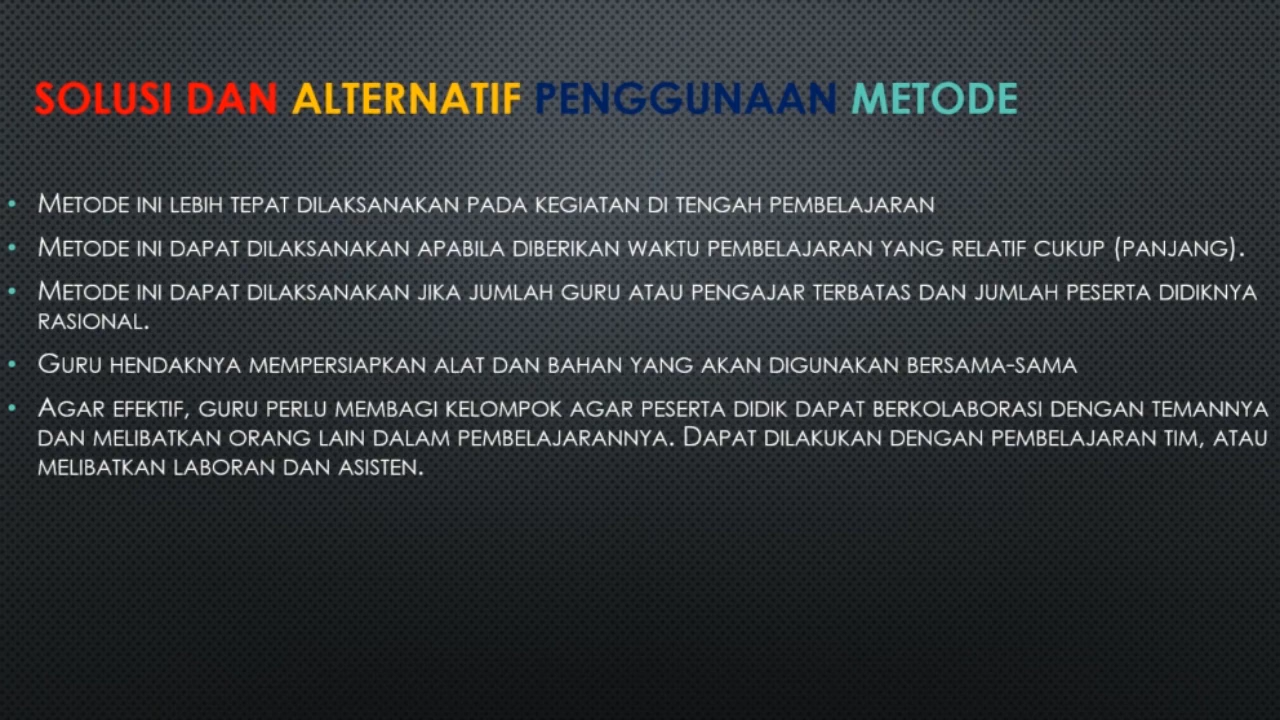 SOLUSI DAN ALTERNATIF PENGGUNAAN METODE
• METODE INI LEBIH TEPAT DILAKSANAKAN PADA KEGIATAN DI TENGAH PEMBELAJARAN
• METODE INI DAPAT DILAKSANAKAN APABILA DIBERIKAN WAKTU PEMBELAJARAN YANG RELATIF CUKUP (PANJANG).
• METODE INI DAPAT DILAKSANAKAN JIKA JUMLAH GURU ATAU PENGAJAR TERBATAS DAN JUMLAH PESERTA DIDIKNYA
RASIONAL.
• GURU HENDAKNYA MEMPERSIAPKAN ALAT DAN BAHAN YANG AKAN DIGUNAKAN BERSAMA-SAMA
• AGAR EFEKTIF, GURU PERLU MEMBAGI KELOMPOK AGAR PESERTA DIDIK DAPAT BERKOLABORASI DENGAN TEMANNYA
DAN MELIBATKAN ORANG LAIN DALAM PEMBELAJARANNYA. DAPAT DILAKUKAN DENGAN PEMBELAJARAN TIM, ATAU
MELIBATKAN LABORAN DAN ASISTEN.